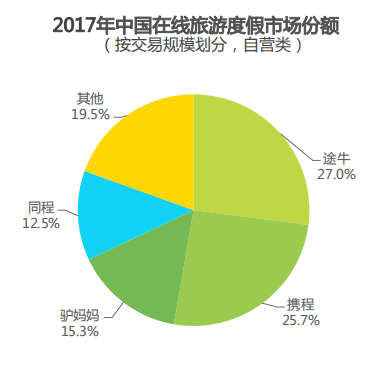 2017年中国在线旅游度假市场份额
（按交易规模划分，自营类）
其他
19.5%
途牛
27.0%
同程
12.5%
驴妈妈
15.3%
携程
25.7%